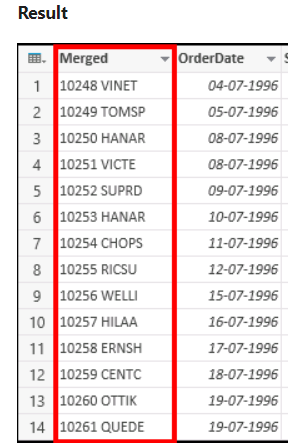 Result
Merged OrderDate
1 10248 VINET 04-07-1996
2 10249 TOMSP 05-07-1996
3 10250 HANAR 08-07-1996
4 10251 VICTE 08-07-1996
5 10252 SUPRD 09-07-1996
6 10253 HANAR 10-07-1996
7 10254 CHOPS 11-07-1996
8 10255 RICSU 12-07-1996
9 10256 WELLI 15-07-1996
10 10257 HILAA 16-07-1996
11 10258 ERNSH 17-07-1996
12 10259 CENTC 18-07-1996
13 10260 OTTIK 19-07-1996
14 10261 QUEDE 19-07-1996